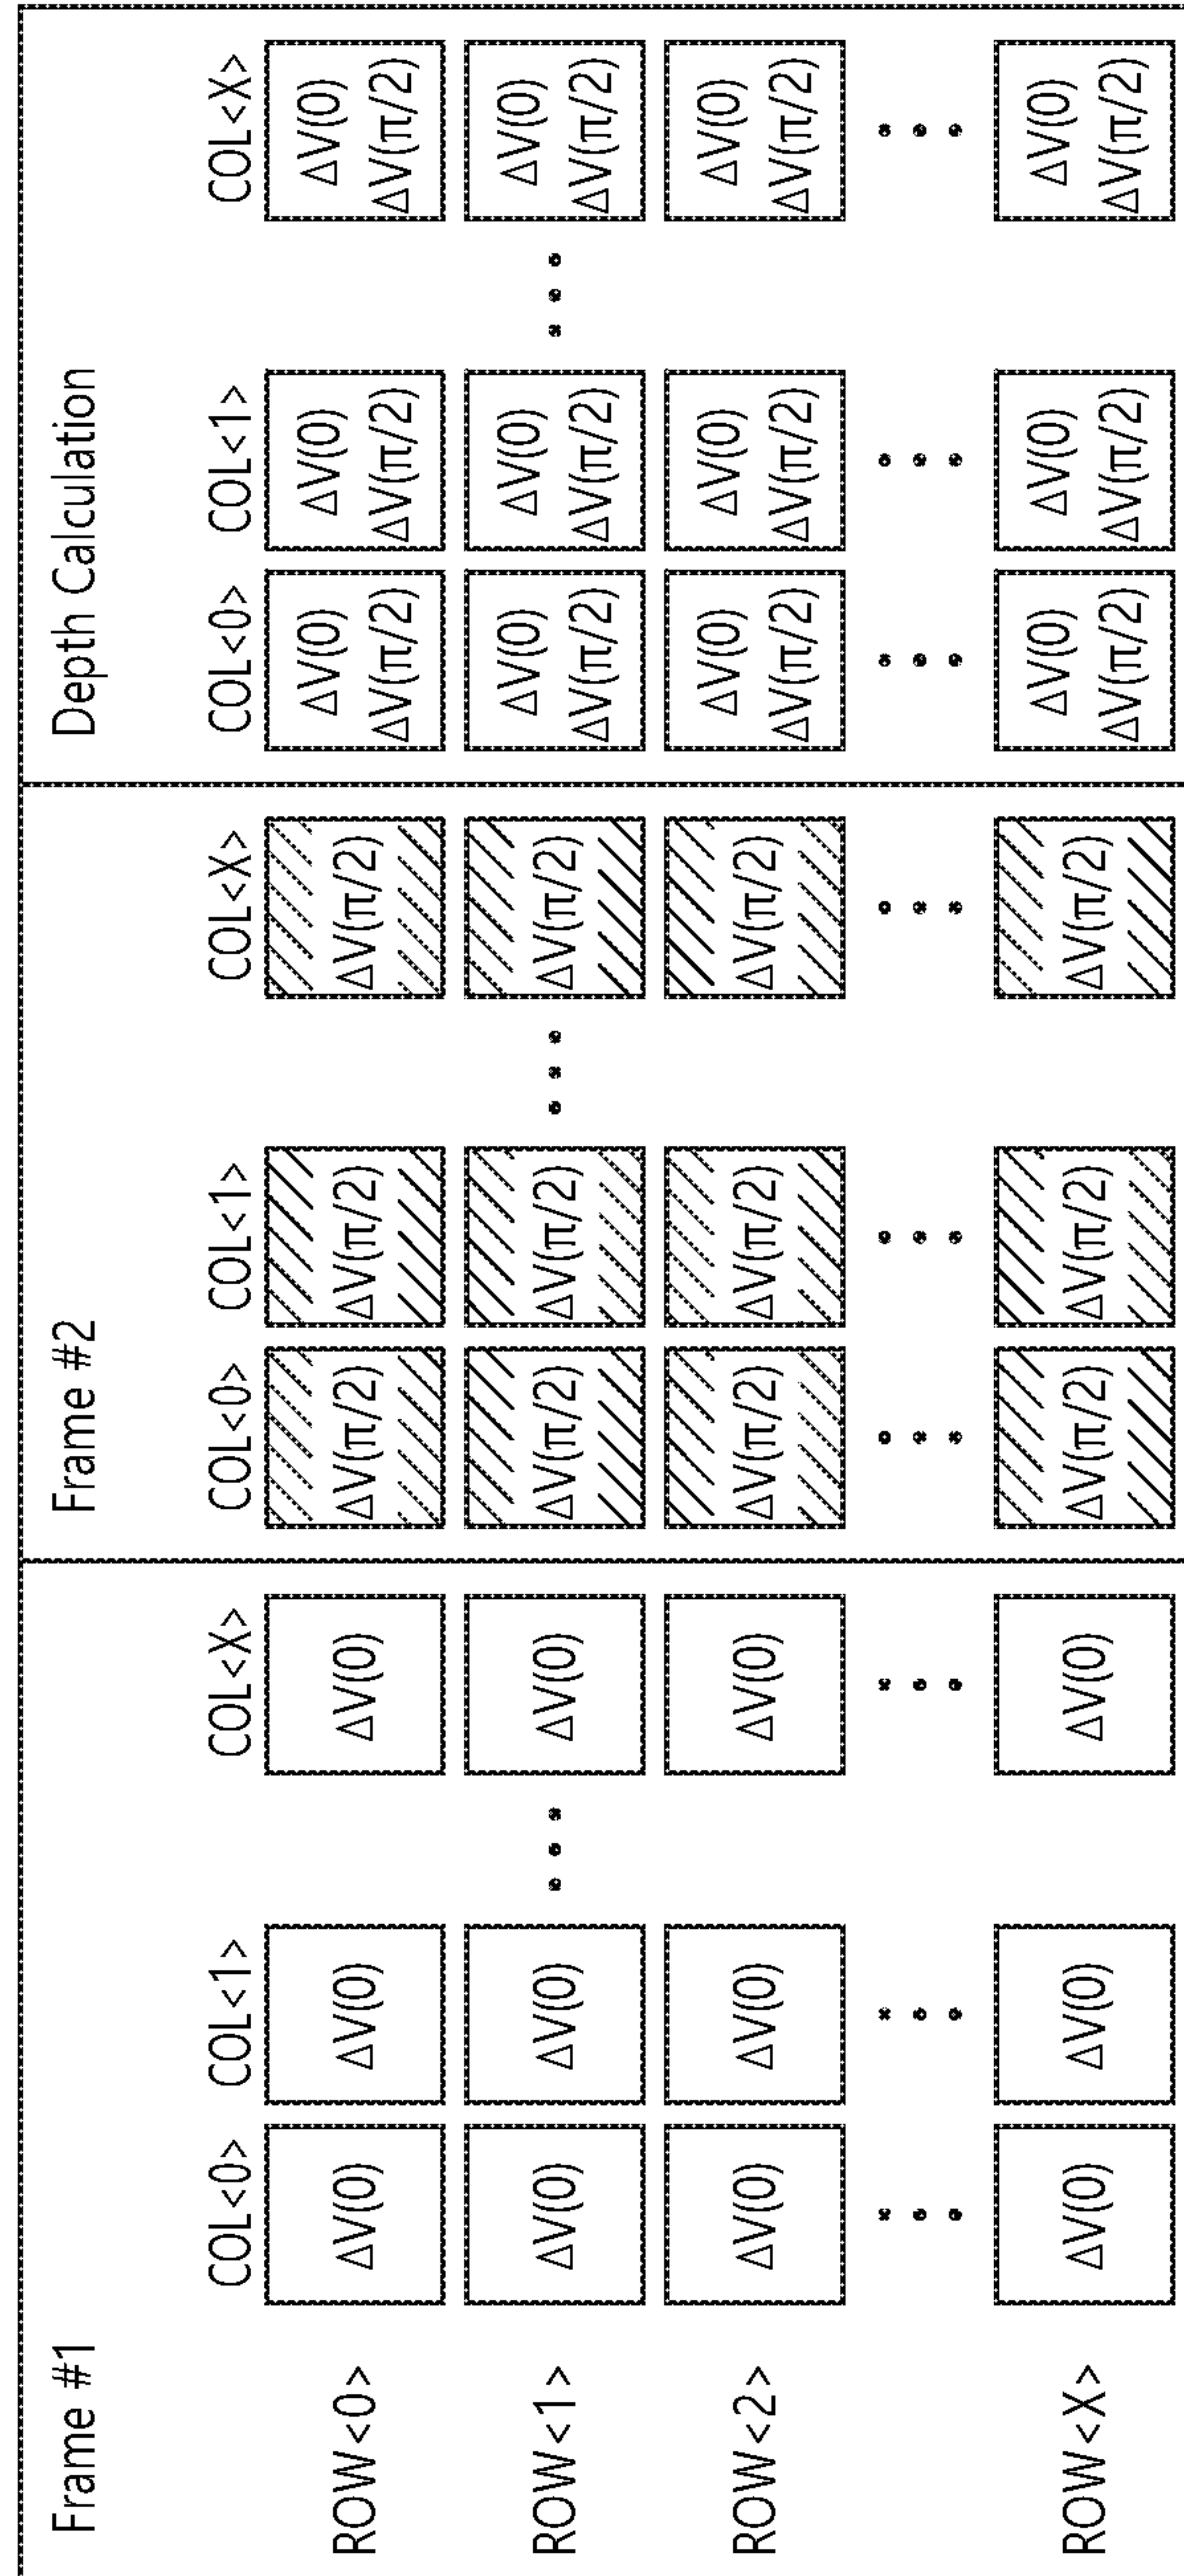 Frame #1 Frame #2 Depth Calculation
COL<0> COL<1> COL<X> COL<0> COL<1> COL<X> COL<0> COL<1> COL<X>
ROW<0> ΔV(0) ΔV(0) ΔV(0) ΔV(π/2) ΔV(π/2) ΔV(π/2) ΔV(0) ΔV(0) ΔV(0)
ΔV(π/2) ΔV(π/2) ΔV(π/2)
ROW<1> ΔV(0) ΔV(0) ΔV(0) ΔV(π/2) ΔV(π/2) ΔV(π/2) ΔV(0) ΔV(0) ΔV(0)
ΔV(π/2) ΔV(π/2) ΔV(π/2)
ROW<2> ΔV(0) ΔV(0) ΔV(0) ΔV(π/2) ΔV(π/2) ΔV(π/2) ΔV(0) ΔV(0) ΔV(0)
ΔV(π/2) ΔV(π/2) ΔV(π/2)
ROW<X> ΔV(0) ΔV(0) ΔV(0) ΔV(π/2) ΔV(π/2) ΔV(π/2) ΔV(0) ΔV(0) ΔV(0)
ΔV(π/2) ΔV(π/2) ΔV(π/2)